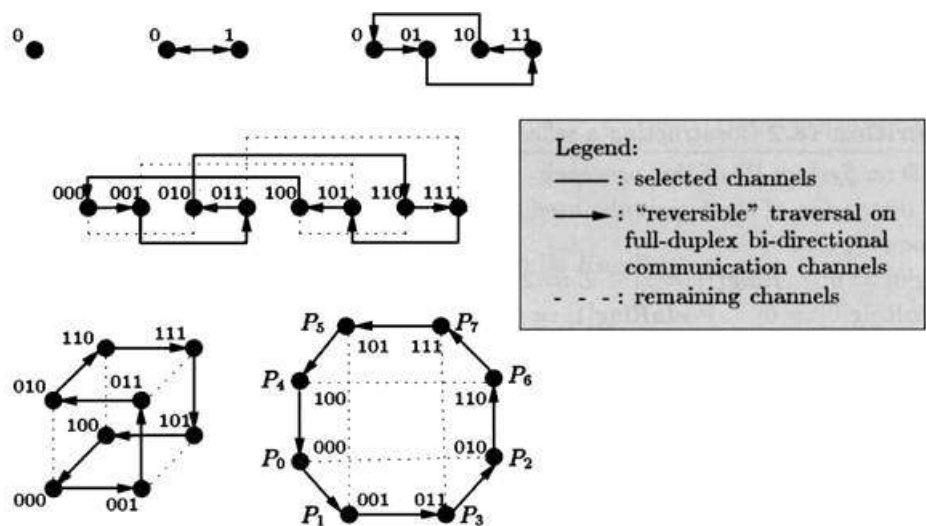 0
0 1
0 01 10 11
000 001 010 011 100 101 110 111
Legend:
: selected channels
: "reversible" traversal on
full-duplex bi-directional
communication channels
: remaining channels
110 111
010 011
100 101
000 001
P5 P7
101 111
P4 P6
100 110
000 010
P0 P2
001 011
P1 P3